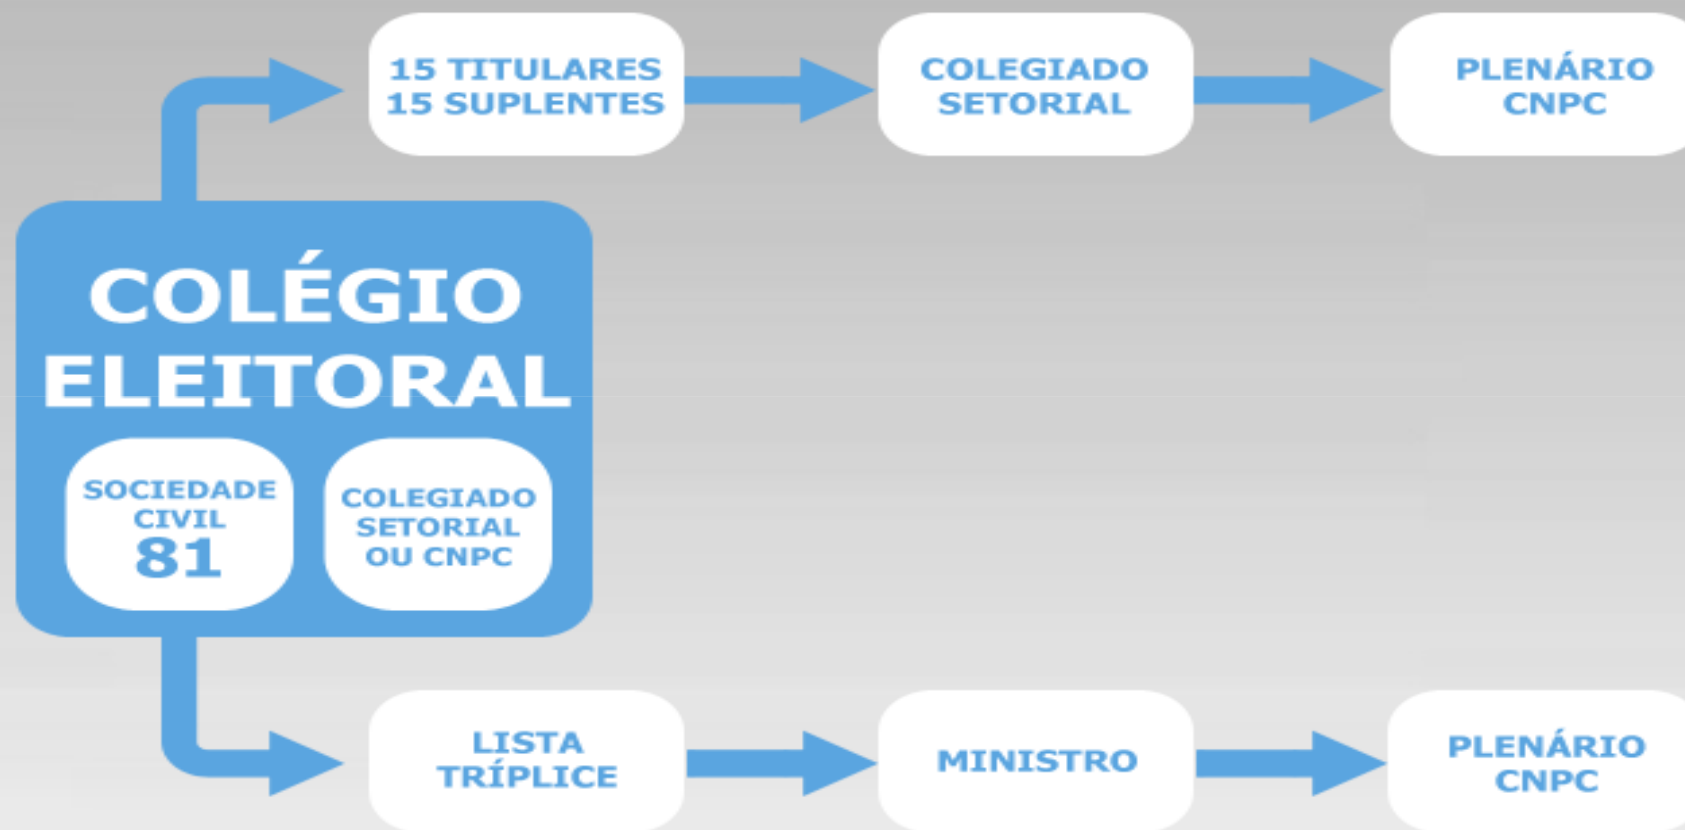 15 TITULARES
15 SUPLENTES
COLEGIADO
SETORIAL
PLENÁRIO
CNPC
COLÉGIO
ELEITORAL
SOCIEDADE
CIVIL
81
COLEGIADO
SETORIAL
OU CNPC
LISTA
TRÍPLICE
MINISTRO
PLENÁRIO
CNPC